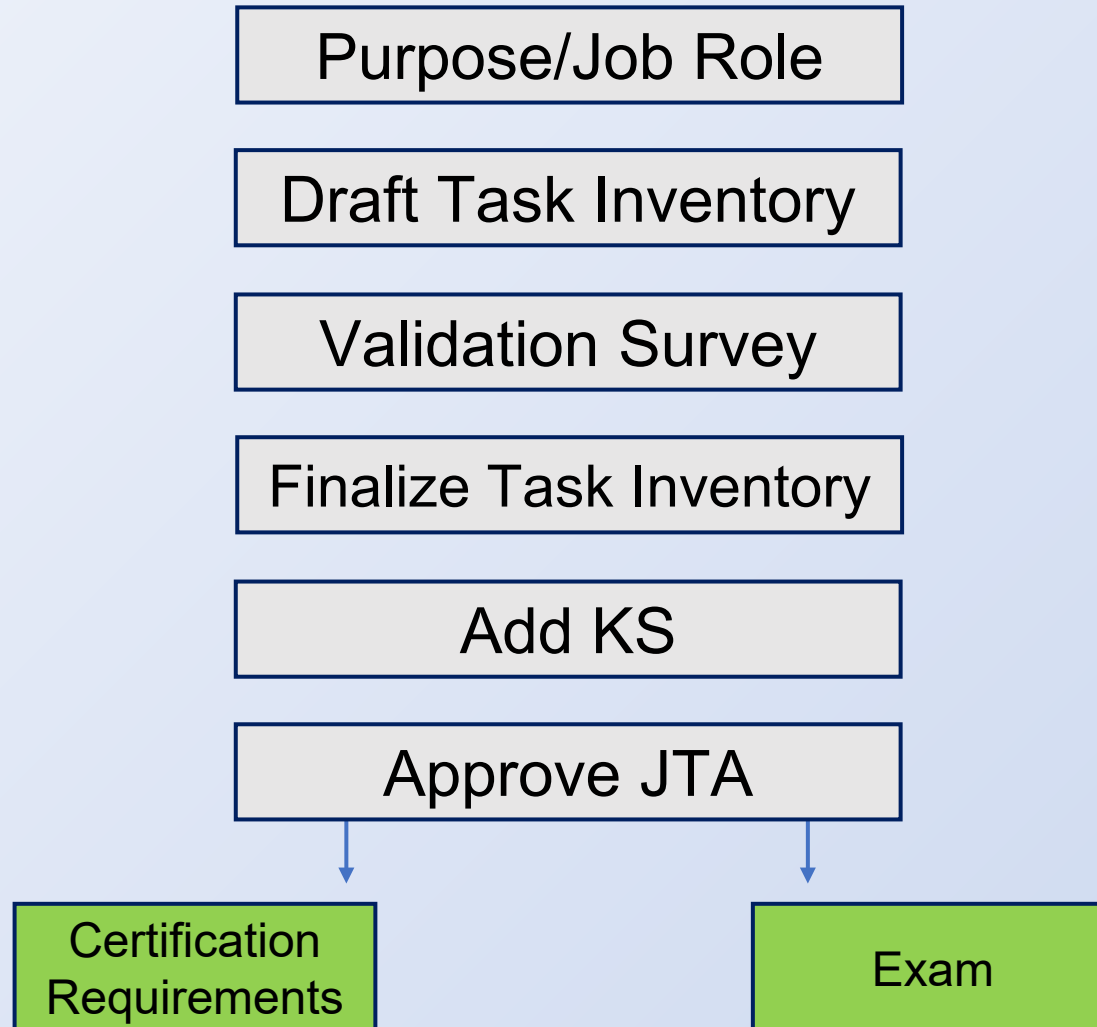 Purpose/Job Role
Draft Task Inventory
Validation Survey
Finalize Task Inventory
Add KS
Approve JTA
Certification
Requirements
Exam